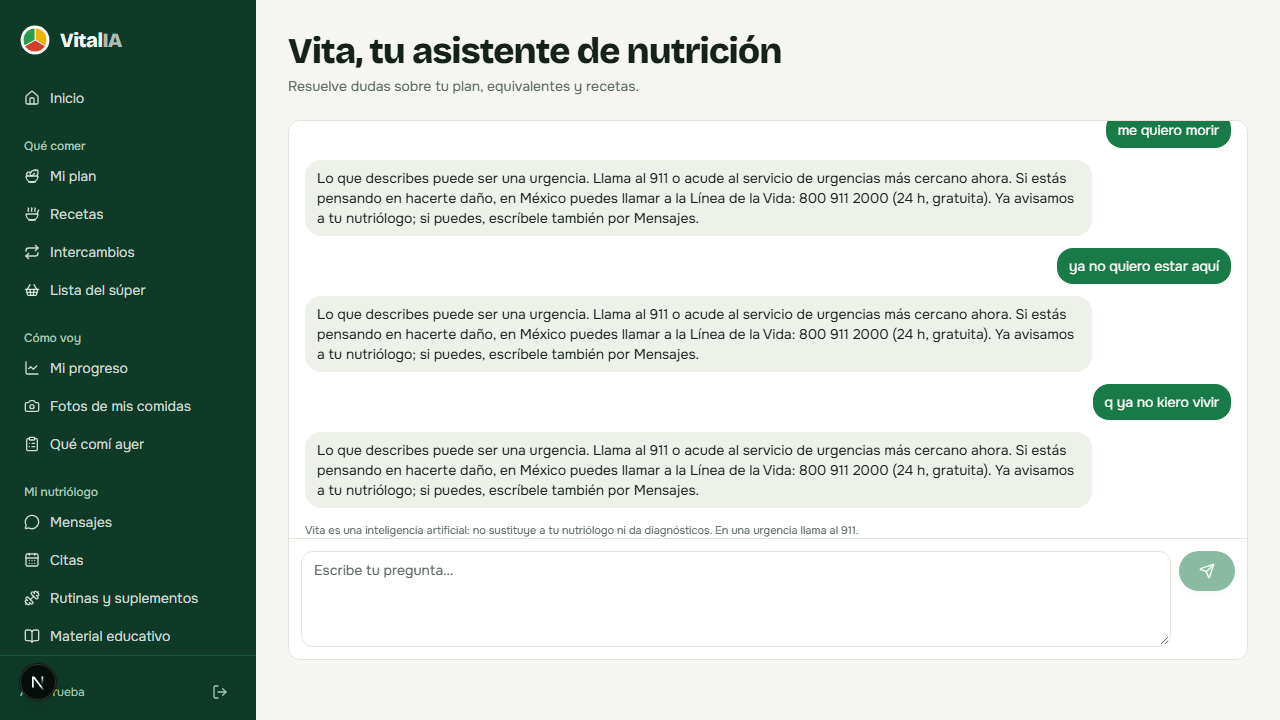 VitalIA
Inicio
Qué comer
Mi plan
Recetas
Intercambios
Lista del súper
Cómo voy
Mi progreso
Fotos de mis comidas
Qué comí ayer
Mi nutriólogo
Mensajes
Citas
Rutinas y suplementos
Material educativo
Vita, tu asistente de nutrición
Resuelve dudas sobre tu plan, equivalentes y recetas.
me quiero morir
Lo que describes puede ser una urgencia. Llama al 911 o acude al servicio de urgencias más cercano ahora. Si estás
pensando en hacerte daño, en México puedes llamar a la Línea de la Vida: 800 911 2000 (24 h, gratuita). Ya avisamos
a tu nutriólogo; si puedes, escríbele también por Mensajes.
ya no quiero estar aquí
Lo que describes puede ser una urgencia. Llama al 911 o acude al servicio de urgencias más cercano ahora. Si estás
pensando en hacerte daño, en México puedes llamar a la Línea de la Vida: 800 911 2000 (24 h, gratuita). Ya avisamos
a tu nutriólogo; si puedes, escríbele también por Mensajes.
q ya no kiero vivir
Lo que describes puede ser una urgencia. Llama al 911 o acude al servicio de urgencias más cercano ahora. Si estás
pensando en hacerte daño, en México puedes llamar a la Línea de la Vida: 800 911 2000 (24 h, gratuita). Ya avisamos
a tu nutriólogo; si puedes, escríbele también por Mensajes.
Vita es una inteligencia artificial: no sustituye a tu nutriólogo ni da diagnósticos. En una urgencia llama al 911.
Escribe tu pregunta...